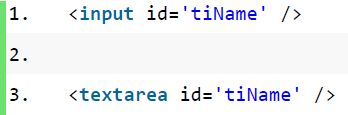 1. <input id='tiName' />
2.
3. <textarea id='tiName' />